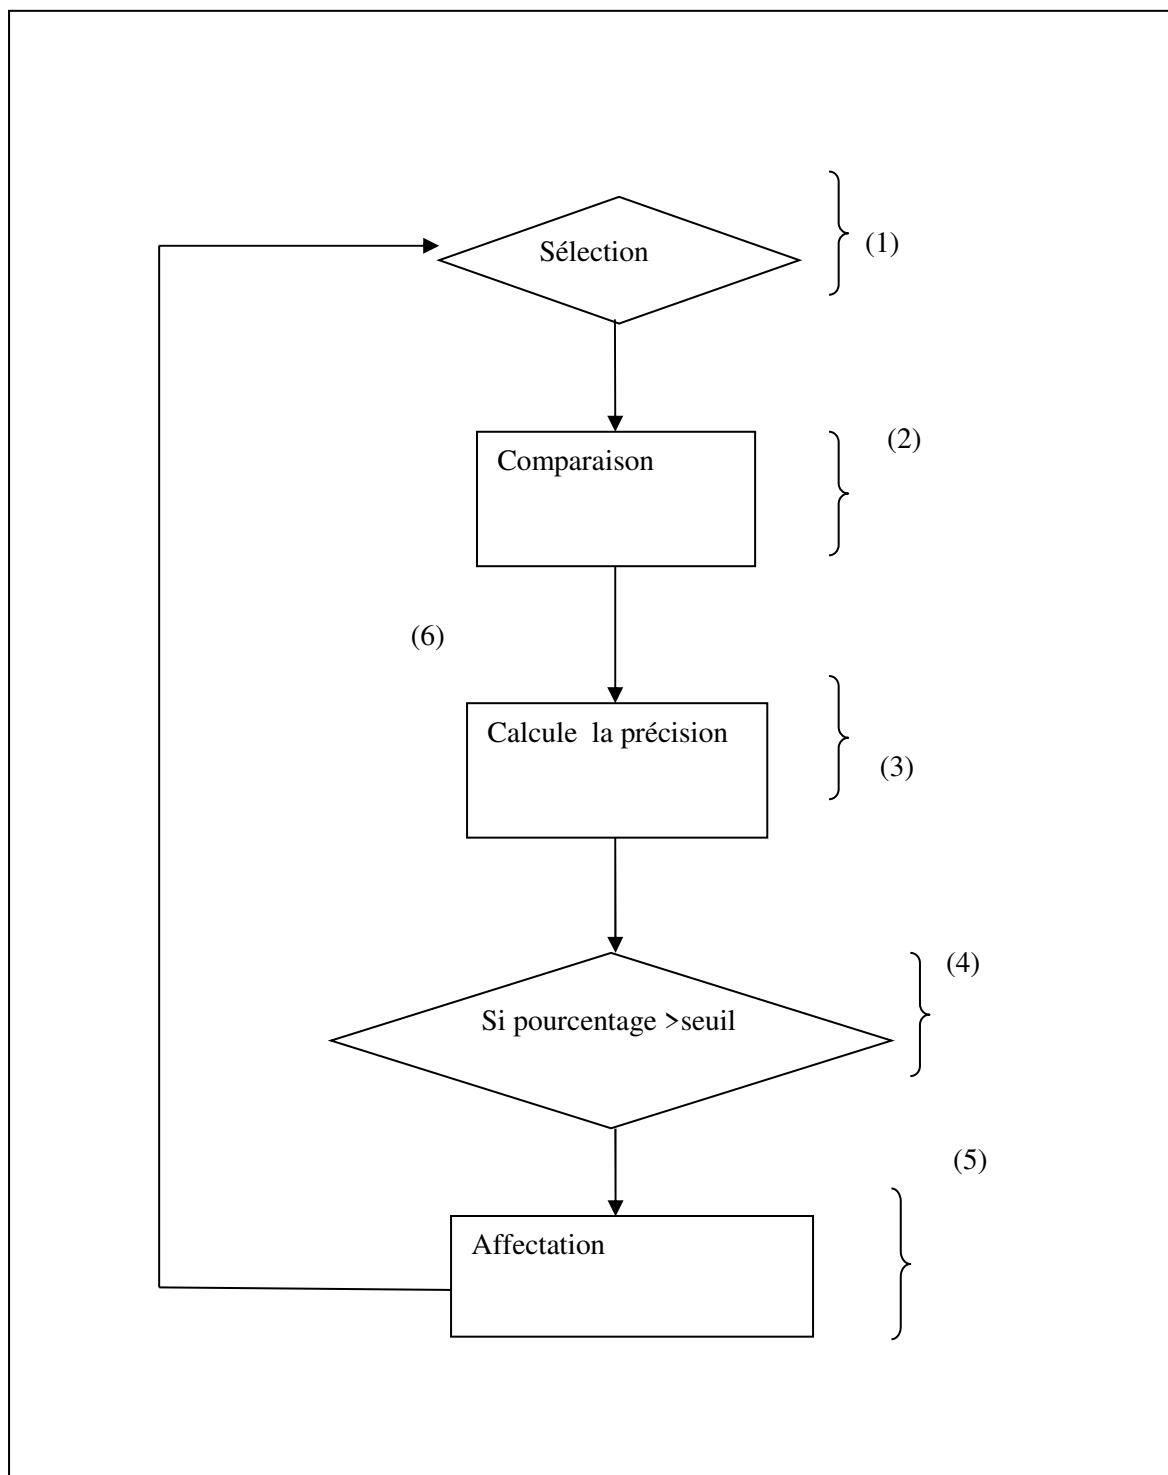 Sélection
(1)
(2)
Comparaison
(6)
Calcule la précision
(3)
(4)
Si pourcentage >seuil
(5)
Affectation